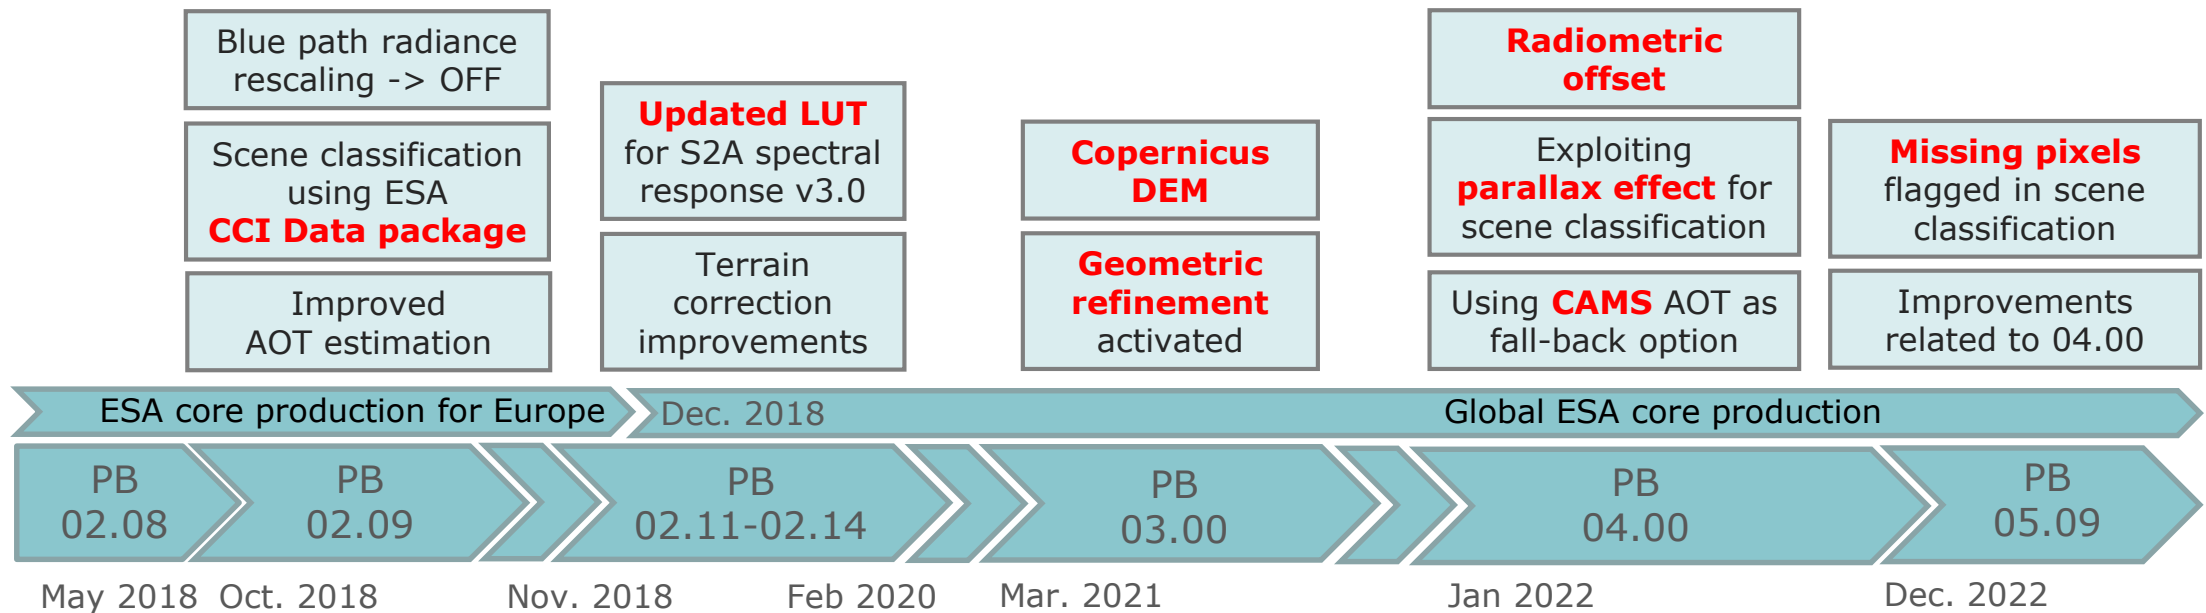 Blue path radiance
rescaling -> OFF
Scene classification
using ESA
CCI Data package
Improved
AOT estimation
Updated LUT
for S2A spectral
response v3.0
Terrain
correction
improvements
Copernicus
DEM
Geometric
refinement
activated
Radiometric
offset
Exploiting
parallax effect for
scene classification
Using CAMS AOT as
fall-back option
Missing pixels
flagged in scene
classification
Improvements
related to 04.00
ESA core production for Europe
Dec. 2018
Global ESA core production
PB
02.08
PB
02.09
PB
02.11-02.14
PB
03.00
PB
04.00
PB
05.09
May 2018
Oct. 2018
Nov. 2018
Feb 2020
Mar. 2021
Jan 2022
Dec. 2022